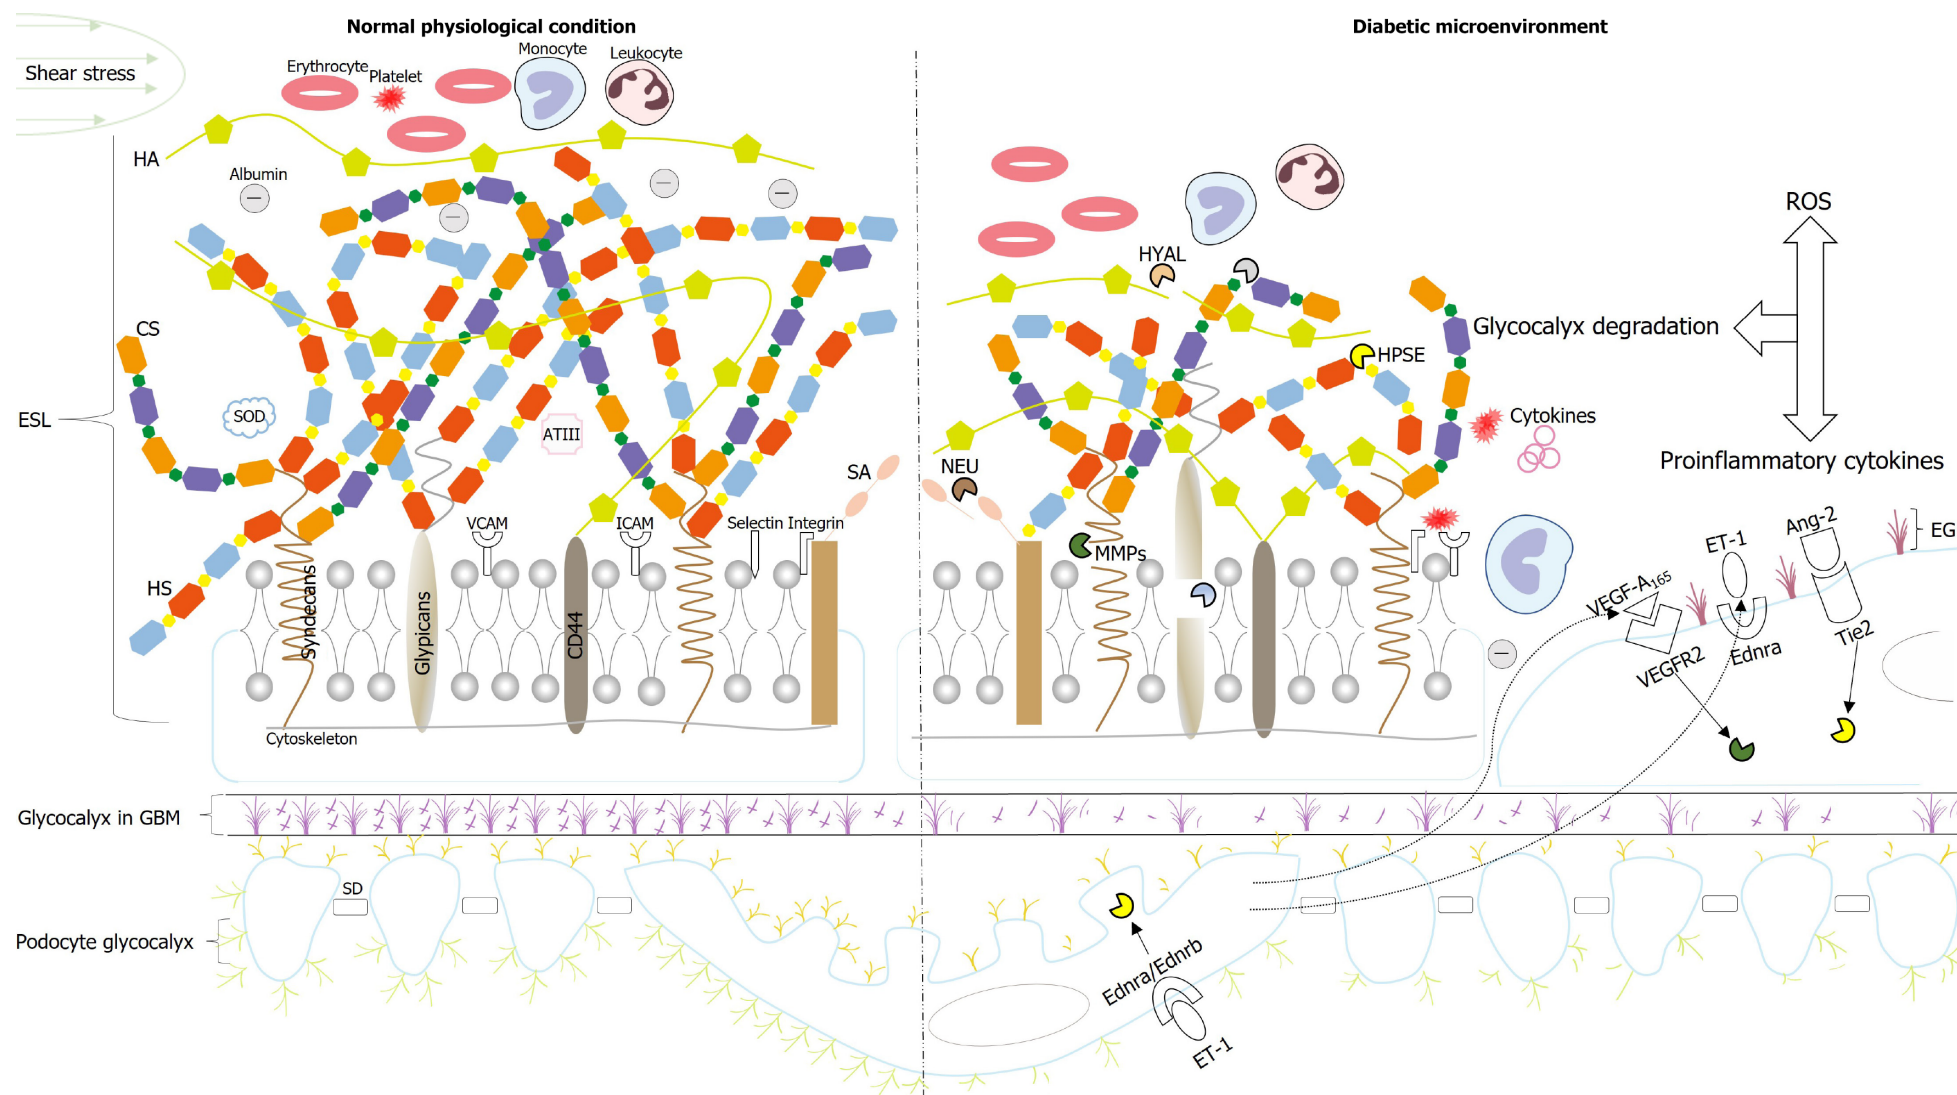 Normal physiological condition
Diabetic microenvironment
Shear stress
Erythrocyte
Platelet
Monocyte
Leukocyte
HA
Albumin
CS
ESL
SOD
ATIII
SA
VCAM
ICAM
Selectin
Integrin
HS
Syndecans
Glypicans
CD44
Cytoskeleton
HYAL
HPSE
NEU
MMPs
Cytokines
ROS
Glycocalyx degradation
Proinflammatory cytokines
EG
Ang-2
ET-1
VEGF-A165
VEGFR2
Ednra
Tie2
Glycocalyx in GBM
SD
Podocyte glycocalyx
Ednra/Ednrb
ET-1